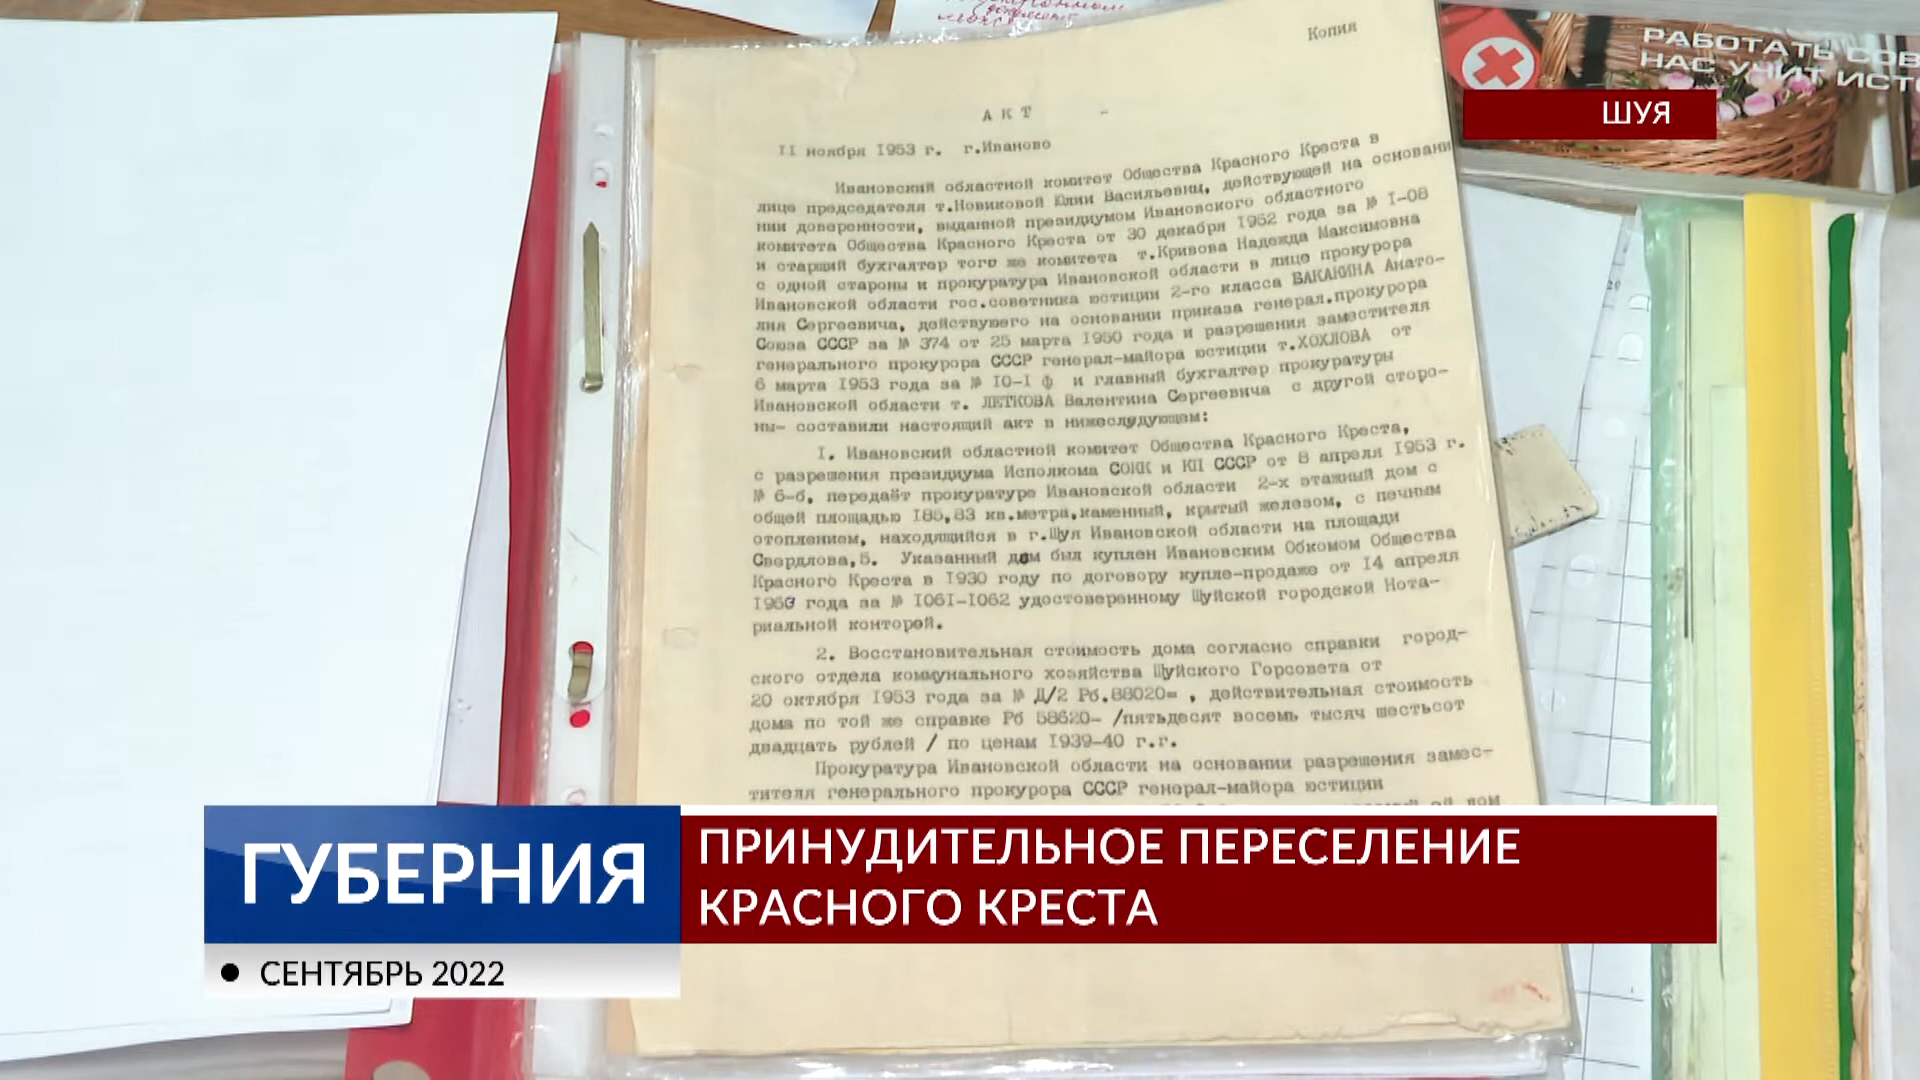 Копия
РАБОТАТЬ СОВ
НАС УЧИТ ИСТО
ШУЯ
АКТ -
II ноября 1953 г. г.Иваново
Ивановский областной комитет Общества Красного Креста в
лице председателя т.Новиковой Юлии Васильевны, действующей на основани
нии доверенности, выданной президиумом Ивановского областного
комитета Общества Красного Креста от 30 декабря 1952 года за № I-08
и старший бухгалтер того же комитета т.Кривова Надежда Максимовна
с одной стороны и прокуратура Ивановской области в лице прокурора
Ивановской области гос.советника юстиции 2-го класса БАКАКИНА Анато-
лия Сергеевича, действуюего на основании приказа генерал.прокурора
Союза СССР за № 374 от 25 марта 1950 года и разрешения заместителя
генерального прокурора СССР генерал-майора юстиции т.ХОХЛОВА от
6 марта 1953 года за № IO-I ф и главный бухгалтер прокуратуры
Ивановской области т. ЛЕТКОВА Валентина Сергеевича с другой сторо-
ны- составили настоящий акт в нижеслудующем:
I. Ивановский областной комитет Общества Красного Креста,
с разрешения президиума Исполкома СОКК и КП СССР от 8 апреля 1953 г.
№ 6-б, передаёт прокуратуре Ивановской области 2-х этажный дом с
общей площадью 185,83 кв.метра,каменный, крытый железом, с печным
отоплением, находящийся в г.Шуя Ивановской области на площади
Свердлова,5. Указанный дом был куплен Ивановским Обкомом Общества
Красного Креста в 1930 году по договору купле-продаже от 14 апреля
года за № IO6I-IO62 удостоверенному Шуйской городской Нота-
риальной конторой.
2. Восстановительная стоимость дома согласно справки город-
ского отдела коммунального хозяйства Шуйского Горсовета от
20 октября 1953 года за № Д/2 Рб.88020= , действительная стоимость
дома по той же справке Рб 58620- /пятьдесят восемь тысяч шестьсот
двадцать рублей / по ценам 1939-40 г.г.
Прокуратура Ивановской области на основании разрешения замес-
тителя генерального прокурора СССР генерал-майора юстиции
ГУБЕРНИЯ
ПРИНУДИТЕЛЬНОЕ ПЕРЕСЕЛЕНИЕ
КРАСНОГО КРЕСТА
СЕНТЯБРЬ 2022